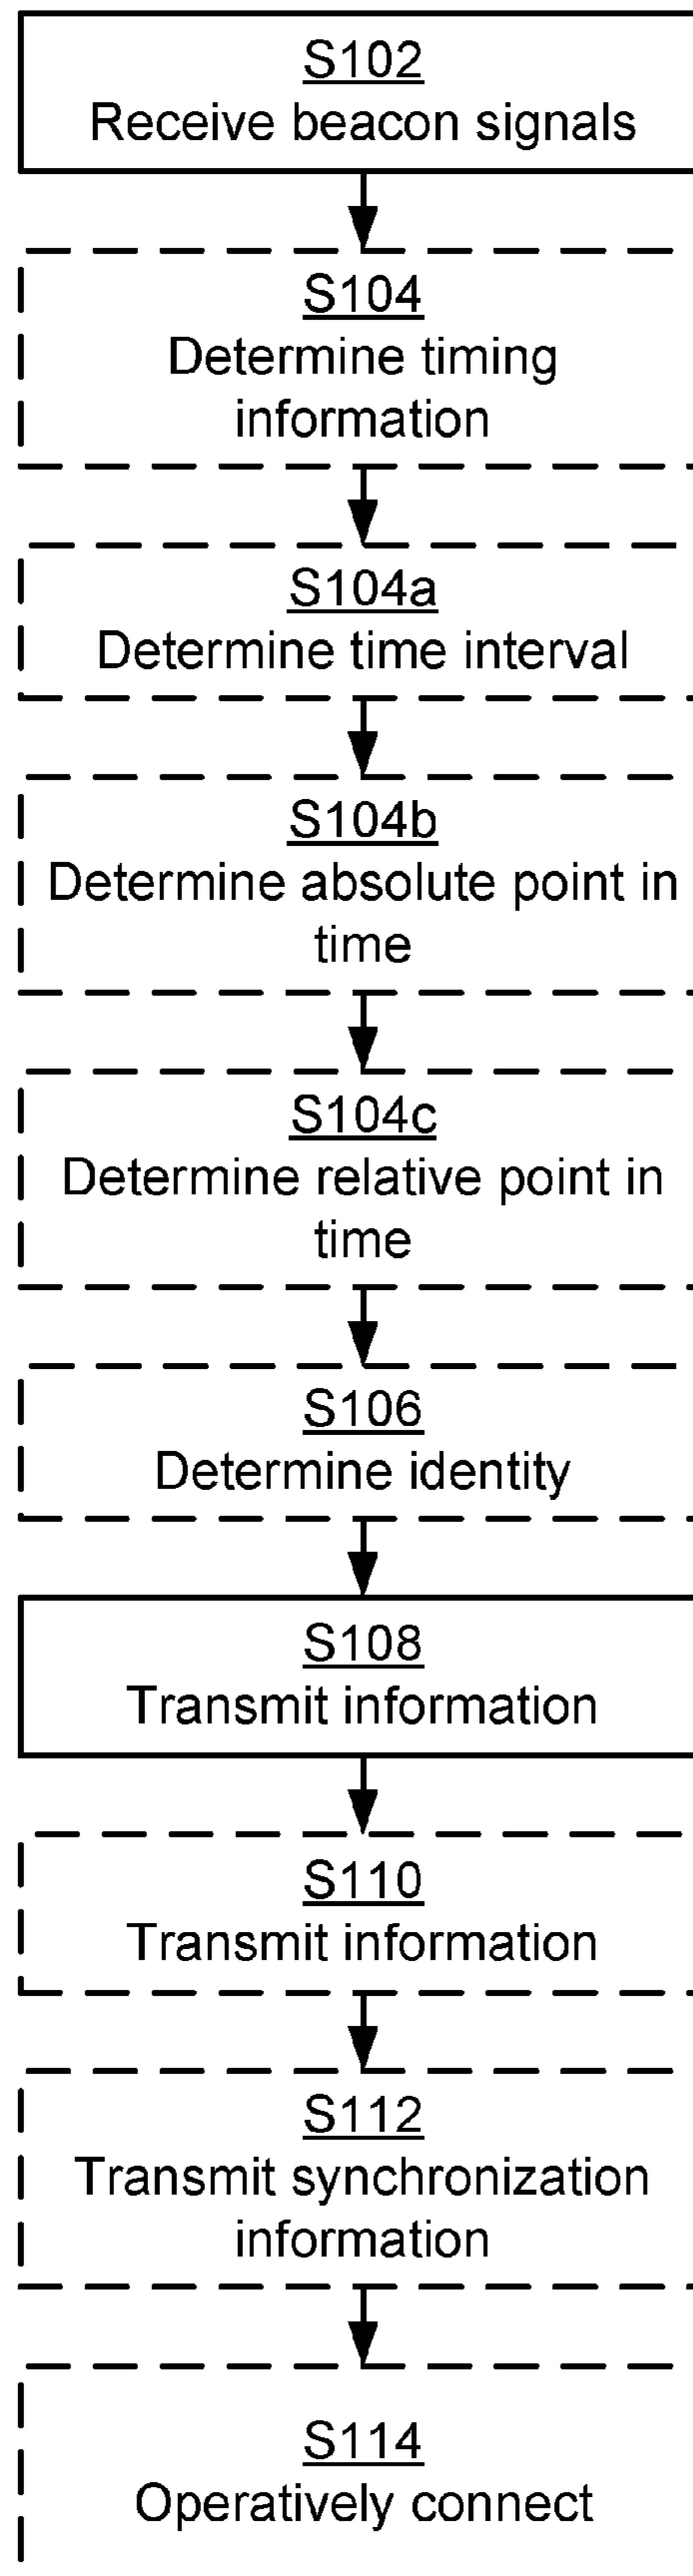 S102
Receive beacon signals
S104
Determine timing
information
S104a
Determine time interval
S104b
Determine absolute point in
time
S104c
Determine relative point in
time
S106
Determine identity
S108
Transmit information
S110
Transmit information
S112
Transmit synchronization
information
S114
Operatively connect